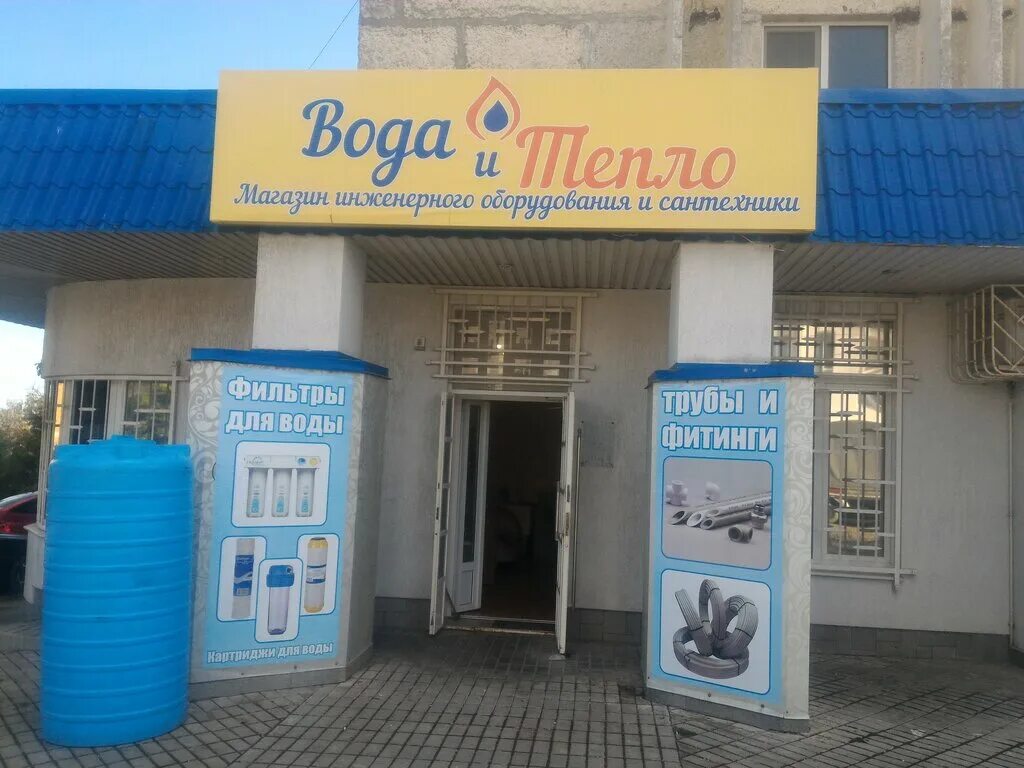 Вода и Тепло
Магазин инженерного оборудования и сантехники
Фильтры
для воды
Картриджи для воды
Трубы и
фитинги